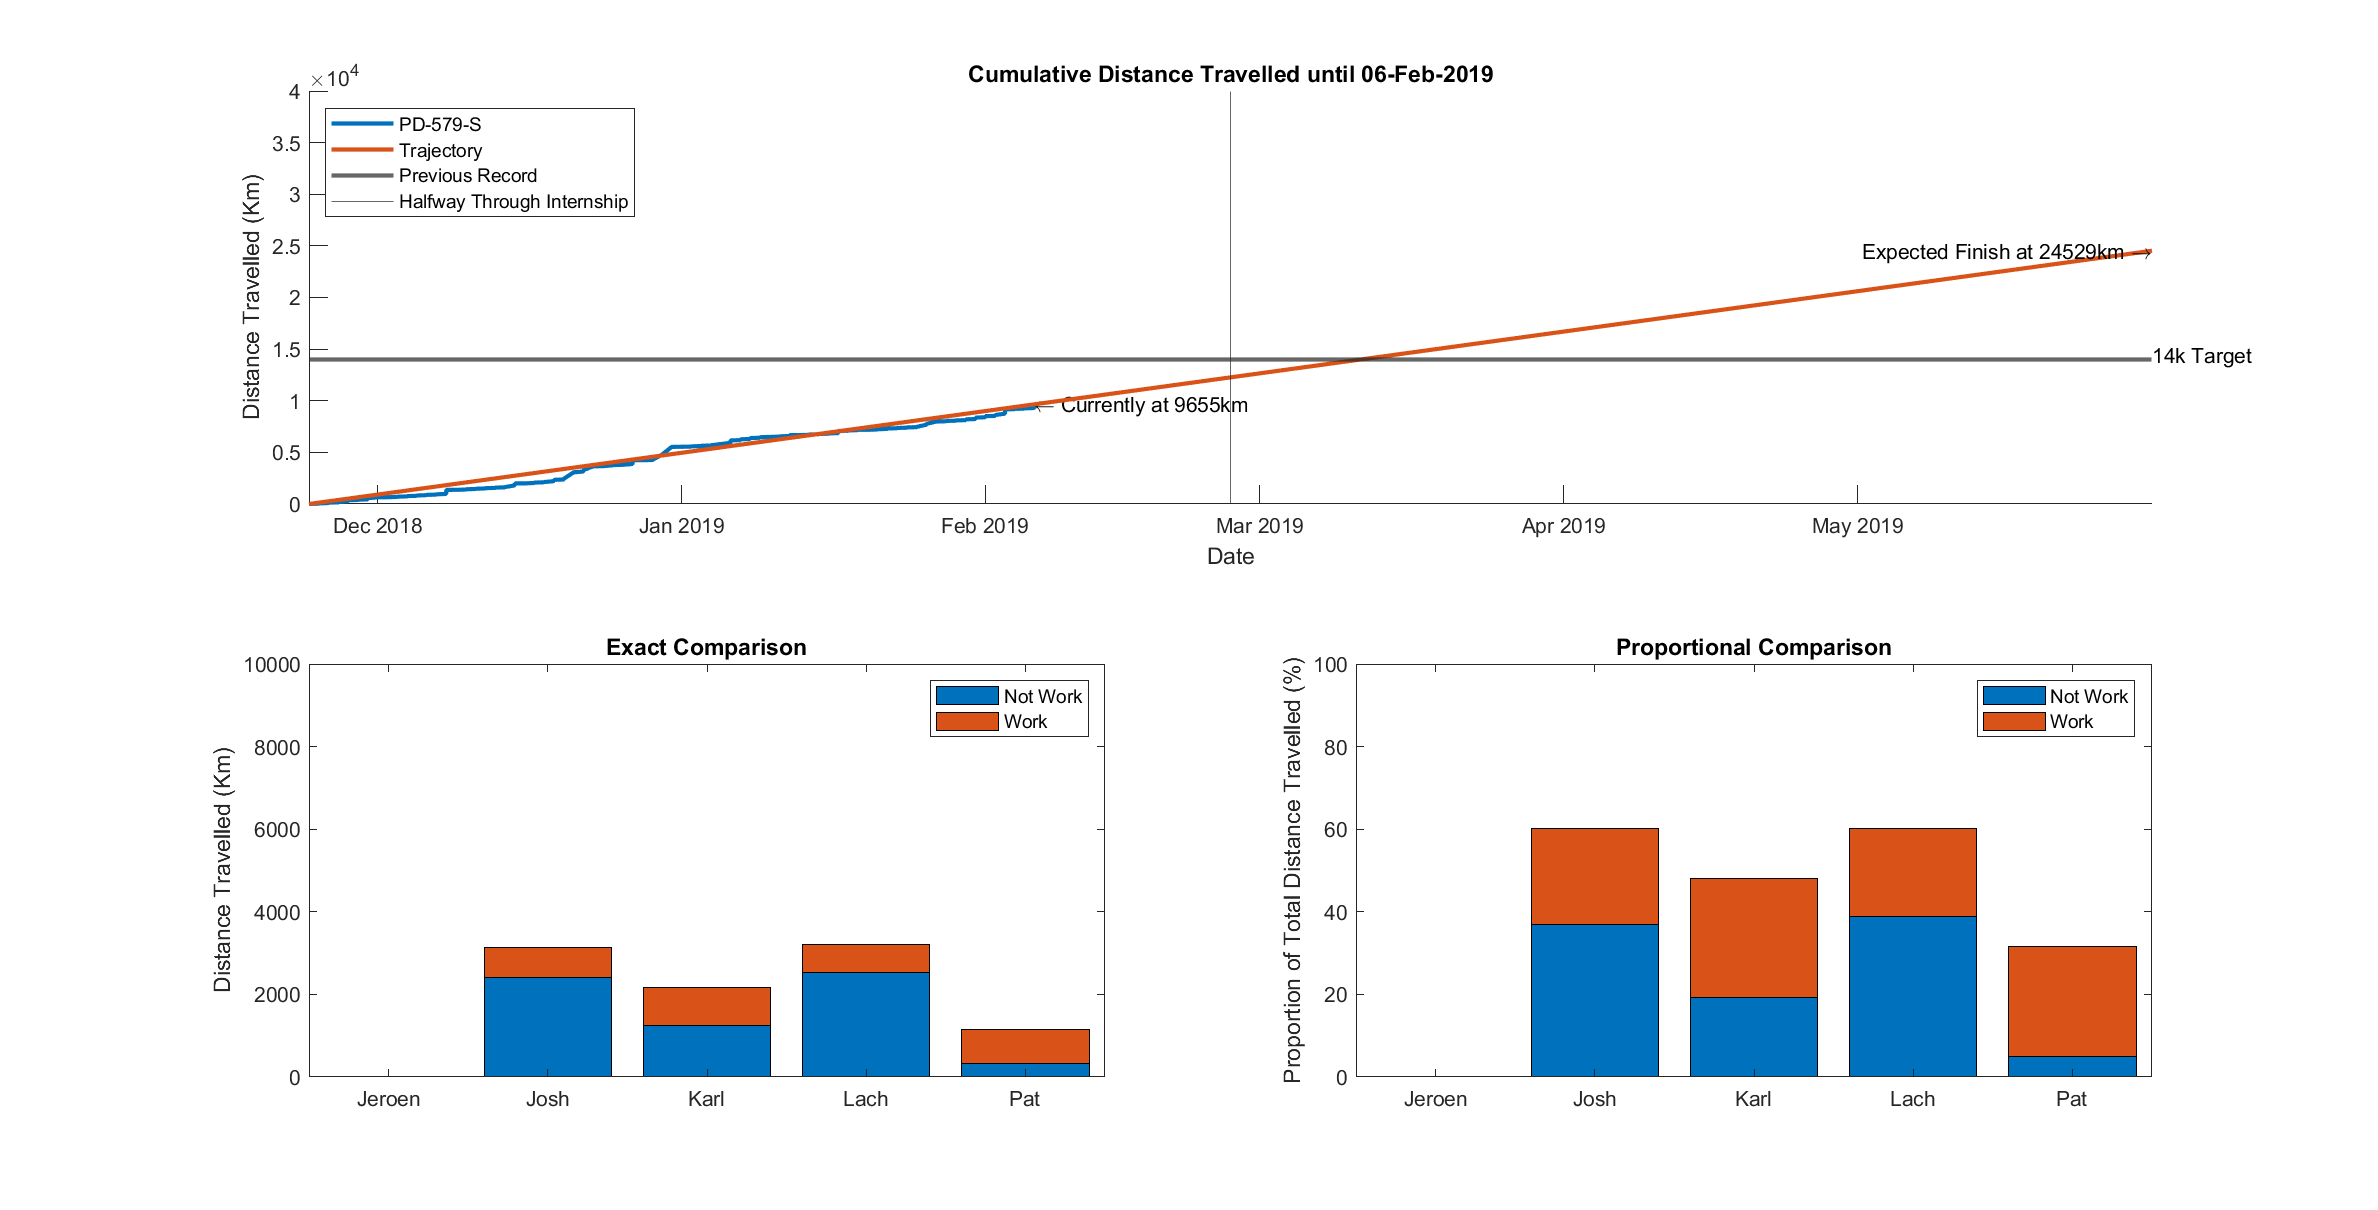 Cumulative Distance Travelled until 06-Feb-2019
×10^4
4
3.5
3
2.5
2
1.5
1
0.5
0
Distance Travelled (Km)
PD-579-S
Trajectory
Previous Record
Halfway Through Internship
Expected Finish at 24529km
14k Target
Currently at 9655km
Dec 2018 Jan 2019 Feb 2019 Mar 2019 Apr 2019 May 2019
Date
Exact Comparison
10000
8000
6000
4000
2000
0
Distance Travelled (Km)
Not Work
Work
Jeroen Josh Karl Lach Pat
Proportional Comparison
100
80
60
40
20
0
Proportion of Total Distance Travelled (%)
Not Work
Work
Jeroen Josh Karl Lach Pat